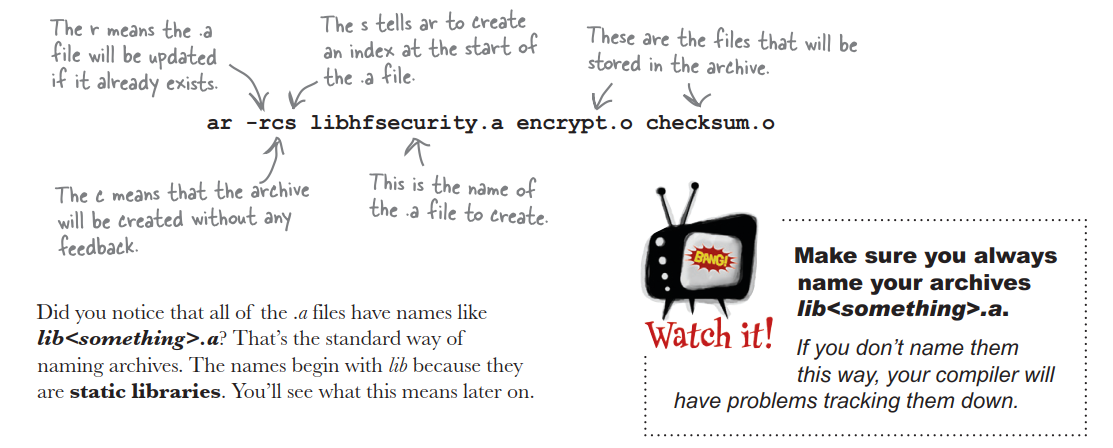 The r means the .a
file will be updated
if it already exists.
The s tells ar to create
an index at the start of
the .a file.
These are the files that will be
stored in the archive.
ar -rcs libhfsecurity.a encrypt.o checksum.o
The c means that the archive
will be created without any
feedback.
This is the name of
the .a file to create.
BANG!
Watch it!
Make sure you always
name your archives
lib<something>.a.
If you don't name them
this way, your compiler will
have problems tracking them down.
Did you notice that all of the .a files have names like
lib<something>.a? That's the standard way of
naming archives. The names begin with lib because they
are static libraries. You'll see what this means later on.